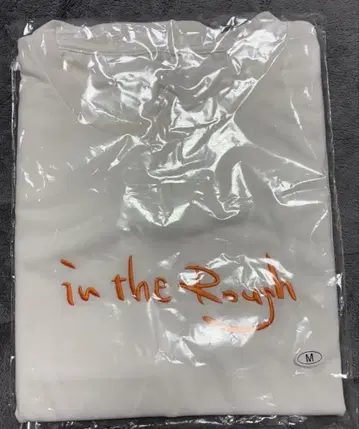 in the Rough
M